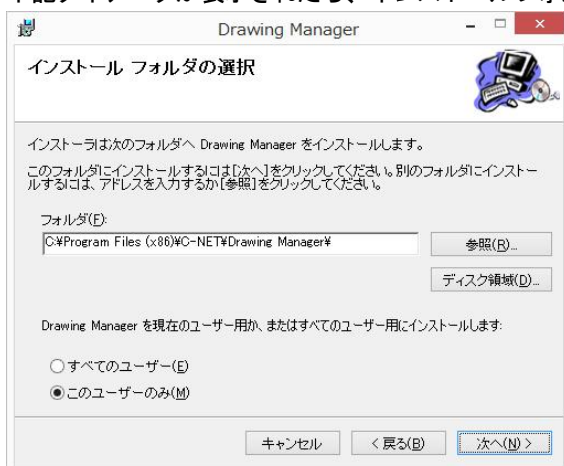 Drawing Manager
インストール フォルダの選択
インストーラは次のフォルダへ Drawing Manager をインストールします。
このフォルダにインストールするには[次へ]をクリックしてください。別のフォルダにインストー
ルするには、アドレスを入力するか[参照]をクリックしてください。
フォルダ(F):
C:¥Program Files (x86)¥C-NET¥Drawing Manager¥
参照(R)...
ディスク領域(D)...
Drawing Manager を現在のユーザー用か、またはすべてのユーザー用にインストールします:
すべてのユーザー(E)
このユーザーのみ(M)
キャンセル
< 戻る(B)
次へ(N) >